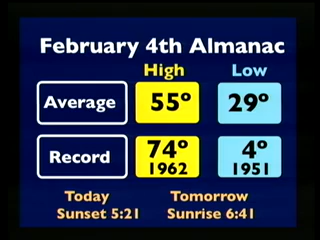 February 4th Almanac
High Low
Average 55° 29°
Record 74° 4°
1962 1951
Today Tomorrow
Sunset 5:21 Sunrise 6:41